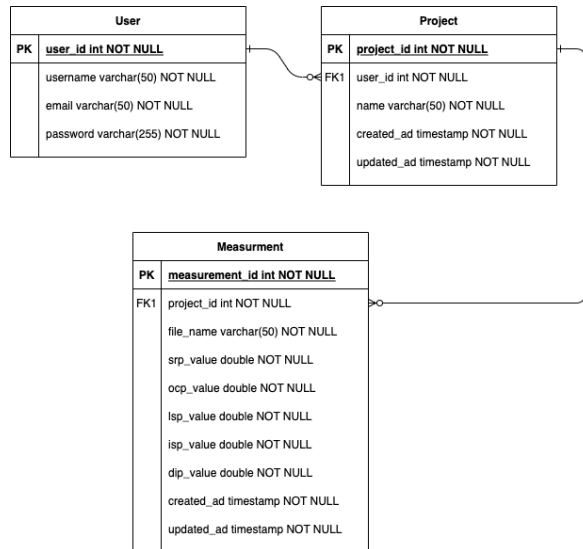 User
PK user_id int NOT NULL
username varchar(50) NOT NULL
email varchar(50) NOT NULL
password varchar(255) NOT NULL
Project
PK project_id int NOT NULL
FK1 user_id int NOT NULL
name varchar(50) NOT NULL
created_ad timestamp NOT NULL
updated_ad timestamp NOT NULL
Measurment
PK measurement_id int NOT NULL
FK1 project_id int NOT NULL
file_name varchar(50) NOT NULL
srp_value double NOT NULL
ocp_value double NOT NULL
lsp_value double NOT NULL
isp_value double NOT NULL
dip_value double NOT NULL
created_ad timestamp NOT NULL
updated_ad timestamp NOT NULL